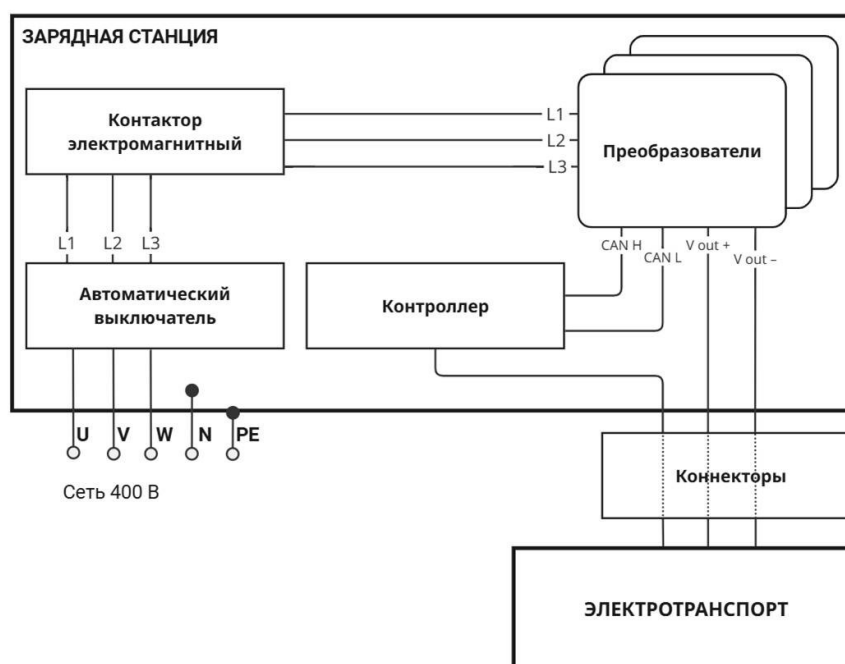 ЗАРЯДНАЯ СТАНЦИЯ
Контактор
электромагнитный
L1
L2
L3
Преобразователи
L1 L2 L3
CAN H
CAN L
V out +
V out –
Автоматический
выключатель
Контроллер
U V W N PE
Сеть 400 В
Коннекторы
ЭЛЕКТРОТРАНСПОРТ